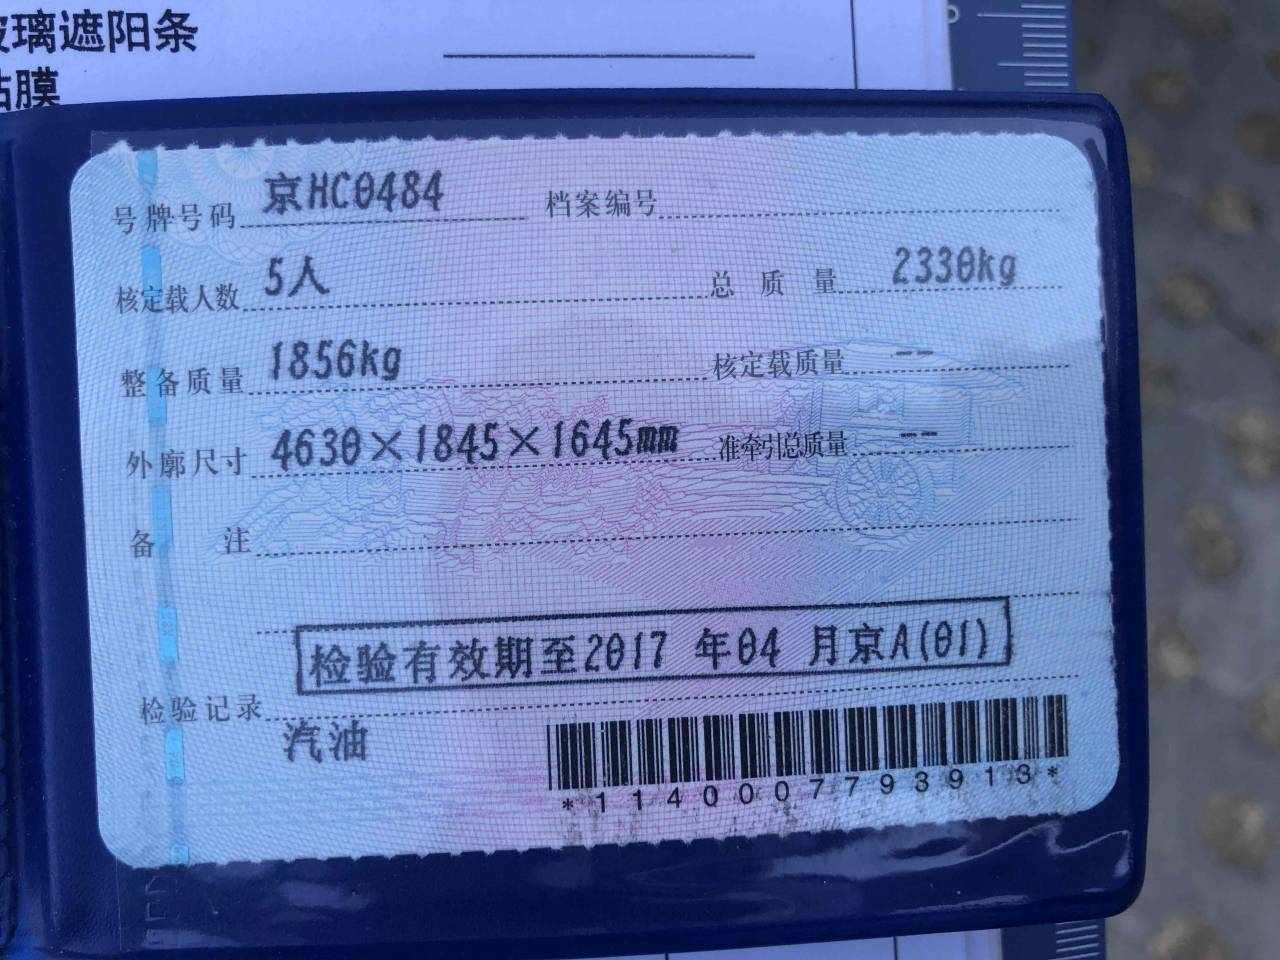 璃遮阳条
膜
号牌号码 京HC0484 档案编号
核定载人数 5人 总质量 2330kg
整备质量 1856kg 核定载质量 --
外廓尺寸 4630×1845×1645mm 准牵引总质量 --
备注
检验有效期至2017 年04 月京A(01)
检验记录
汽油
*1140007793913*